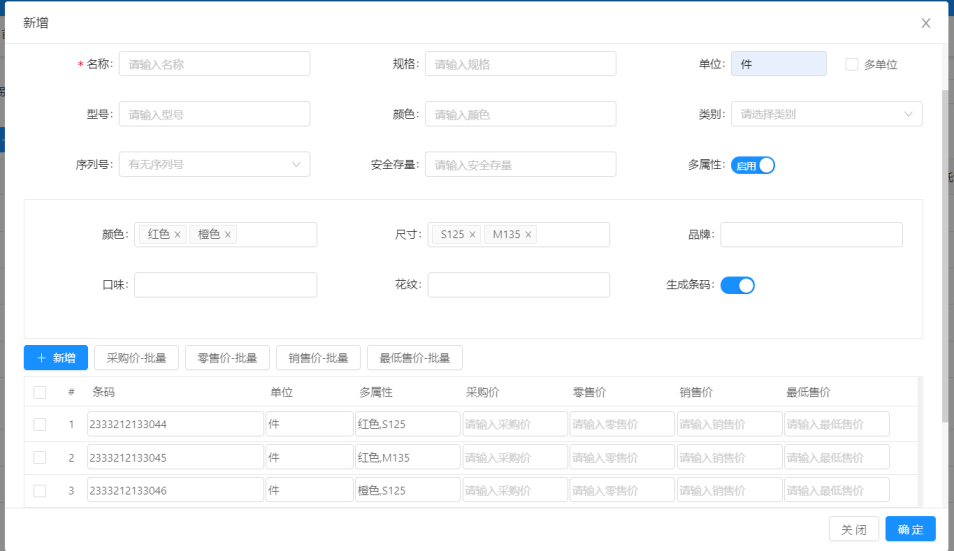 新增
* 名称: 请输入名称 规格: 请输入规格 单位: 件 多单位
型号: 请输入型号 颜色: 请输入颜色 类别: 请选择类别
序列号: 有无序列号 安全存量: 请输入安全存量 多属性: 启用
颜色: 红色 × 橙色 × 尺寸: S125 × M135 × 品牌:
口味: 花纹: 生成条码:
+ 新增 采购价-批量 零售价-批量 销售价-批量 最低售价-批量
# 条码 单位 多属性 采购价 零售价 销售价 最低售价
1 2333212133044 件 红色,S125 请输入采购价 请输入零售价 请输入销售价 请输入最低售价
2 2333212133045 件 红色,M135 请输入采购价 请输入零售价 请输入销售价 请输入最低售价
3 2333212133046 件 橙色,S125 请输入采购价 请输入零售价 请输入销售价 请输入最低售价
关 闭 确 定